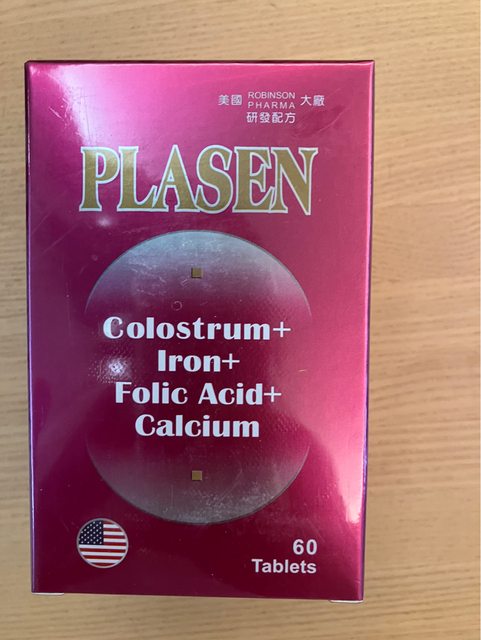 美國 ROBINSON PHARMA 大廠
研發配方
PLASEN
Colostrum+
Iron+
Folic Acid+
Calcium
60
Tablets